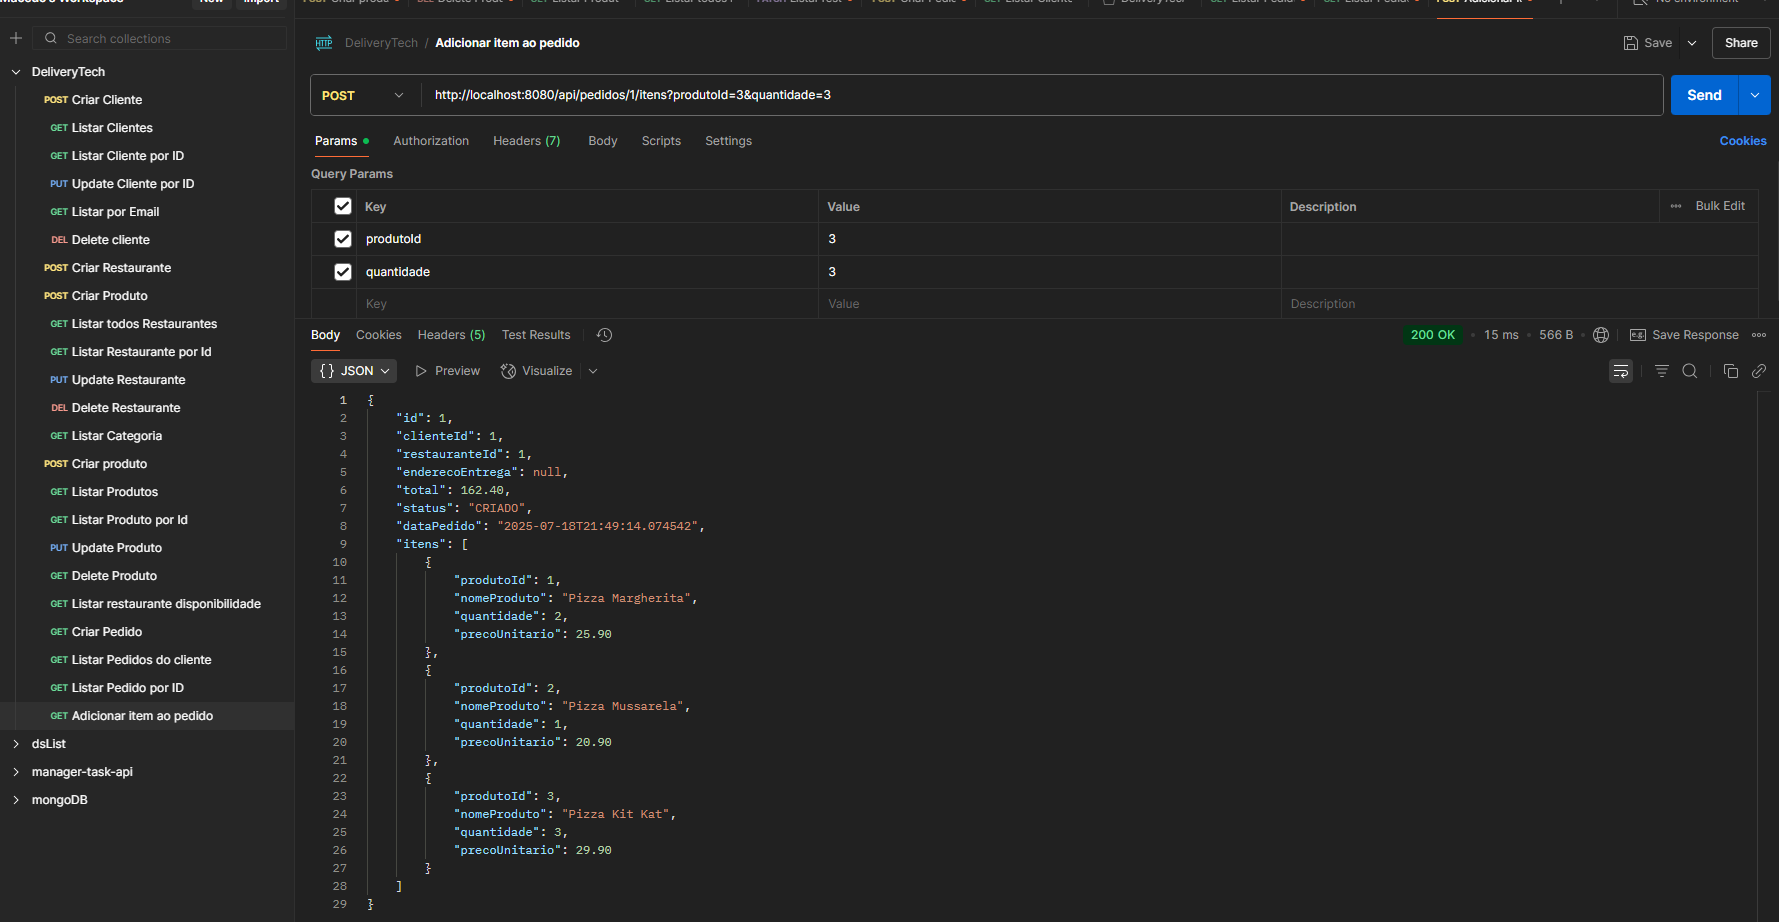 New
Import
Search collections
DeliveryTech
POST Criar Cliente
GET Listar Clientes
GET Listar Cliente por ID
PUT Update Cliente por ID
GET Listar por Email
DEL Delete cliente
POST Criar Restaurante
POST Criar Produto
GET Listar todos Restaurantes
GET Listar Restaurante por Id
PUT Update Restaurante
DEL Delete Restaurante
GET Listar Categoria
POST Criar produto
GET Listar Produtos
GET Listar Produto por Id
PUT Update Produto
GET Delete Produto
GET Listar restaurante disponibilidade
GET Criar Pedido
GET Listar Pedidos do cliente
GET Listar Pedido por ID
GET Adicionar item ao pedido
dsList
manager-task-api
mongoDB
HTTP DeliveryTech / Adicionar item ao pedido
Save
Share
POST http://localhost:8080/api/pedidos/1/itens?produtoId=3&quantidade=3
Send
Params Authorization Headers (7) Body Scripts Settings
Cookies
Query Params
Key Value Description ••• Bulk Edit
produtoId 3
quantidade 3
Key Value Description
Body Cookies Headers (5) Test Results
200 OK • 15 ms • 566 B • e.g. Save Response
{ } JSON Preview Visualize
1 {
2 "id": 1,
3 "clienteId": 1,
4 "restauranteId": 1,
5 "enderecoEntrega": null,
6 "total": 162.40,
7 "status": "CRIADO",
8 "dataPedido": "2025-07-18T21:49:14.074542",
9 "itens": [
10 {
11 "produtoId": 1,
12 "nomeProduto": "Pizza Margherita",
13 "quantidade": 2,
14 "precoUnitario": 25.90
15 },
16 {
17 "produtoId": 2,
18 "nomeProduto": "Pizza Mussarela",
19 "quantidade": 1,
20 "precoUnitario": 20.90
21 },
22 {
23 "produtoId": 3,
24 "nomeProduto": "Pizza Kit Kat",
25 "quantidade": 3,
26 "precoUnitario": 29.90
27 }
28 ]
29 }